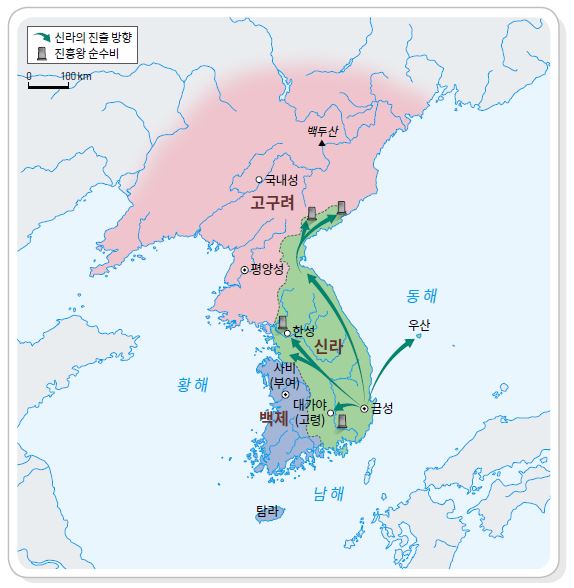 신라의 진출 방향
진흥왕 순수비
0 100km
백두산
국내성
고구려
평양성
동해
우산
한성
신라
사비
(부여)
황해
대가야
(고령)
금성
백제
남해
탐라